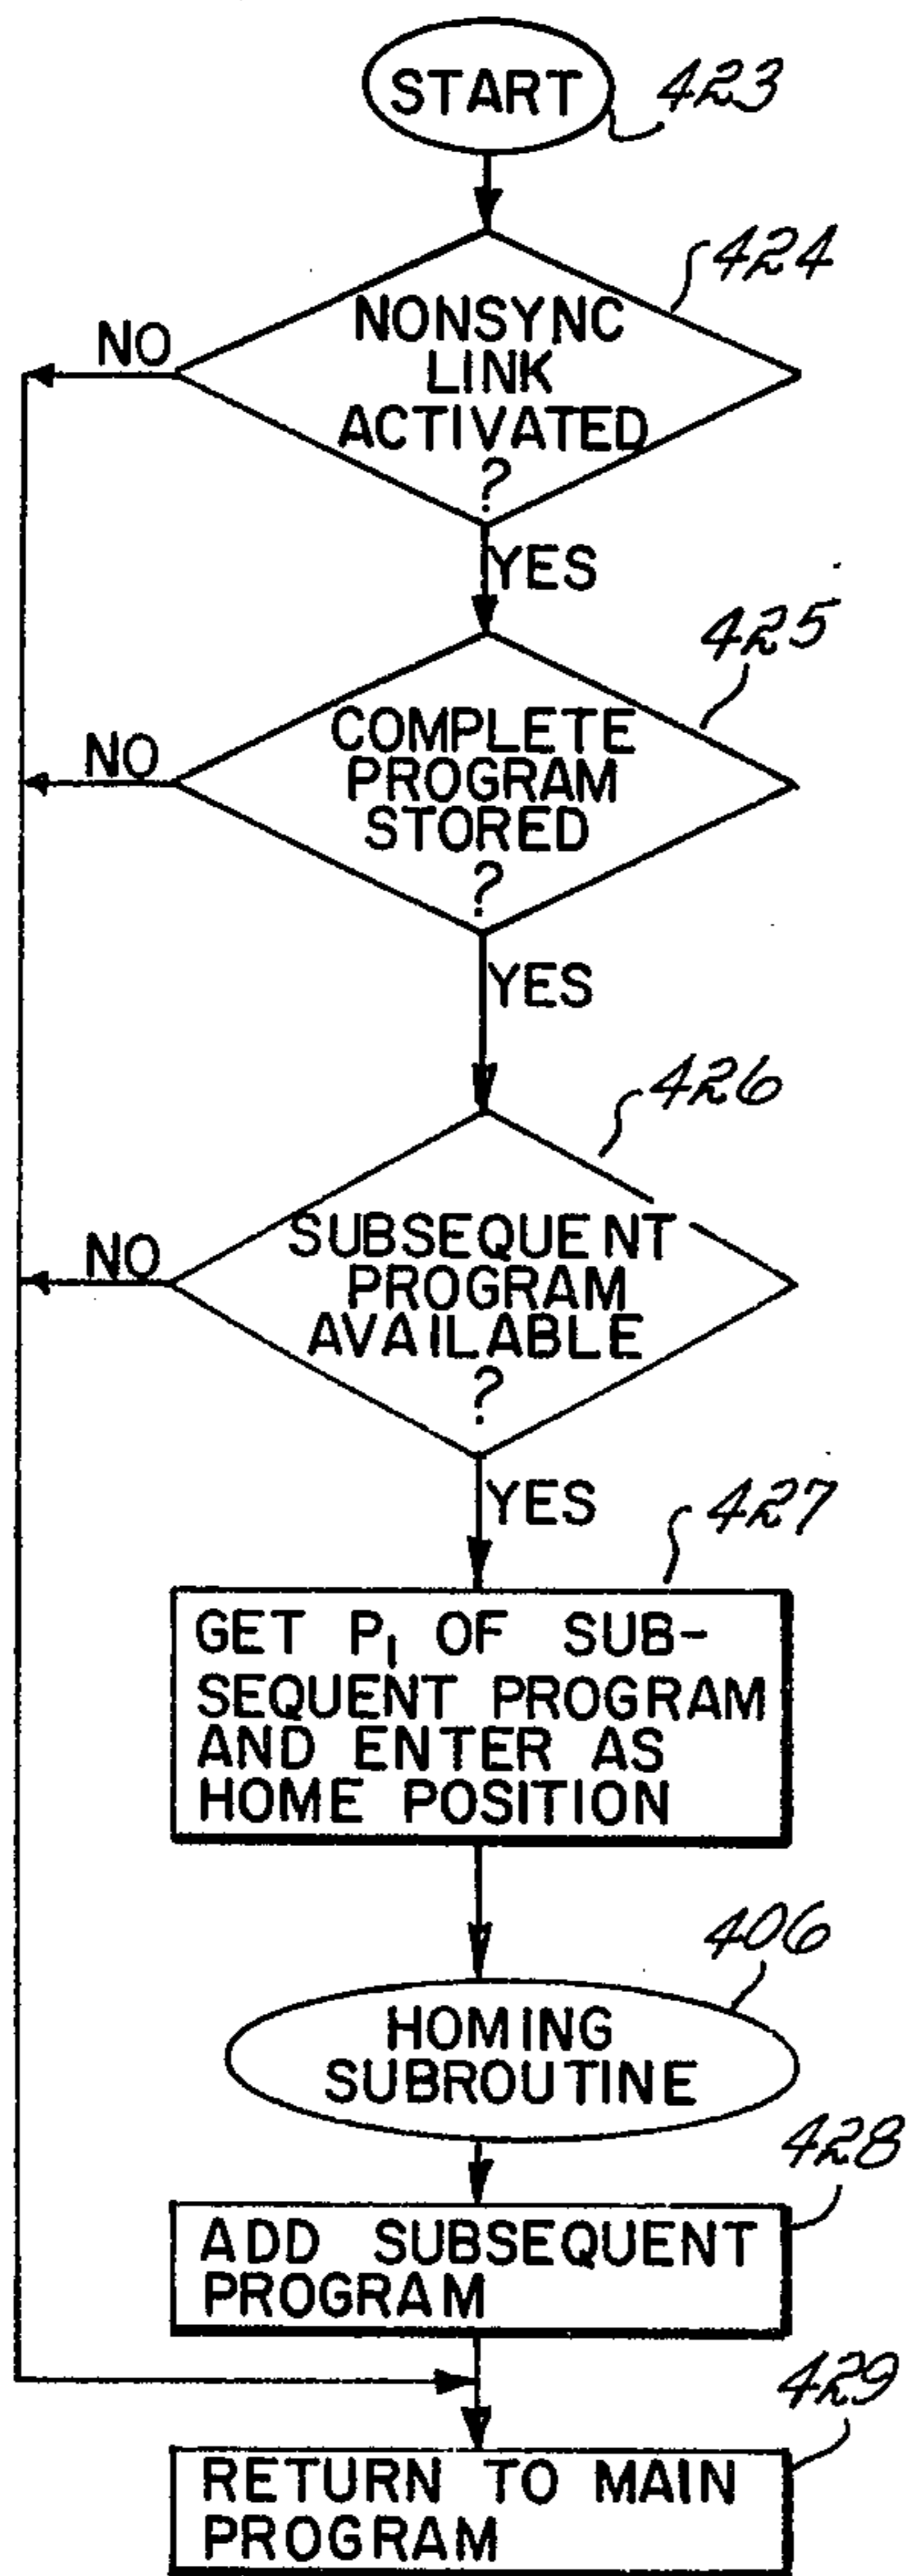 START
423
424
NONSYNC
LINK
ACTIVATED
?
NO
YES
425
COMPLETE
PROGRAM
STORED
?
NO
YES
426
SUBSEQUENT
PROGRAM
AVAILABLE
?
NO
YES
427
GET P₁ OF SUB-
SEQUENT PROGRAM
AND ENTER AS
HOME POSITION
406
HOMING
SUBROUTINE
428
ADD SUBSEQUENT
PROGRAM
429
RETURN TO MAIN
PROGRAM